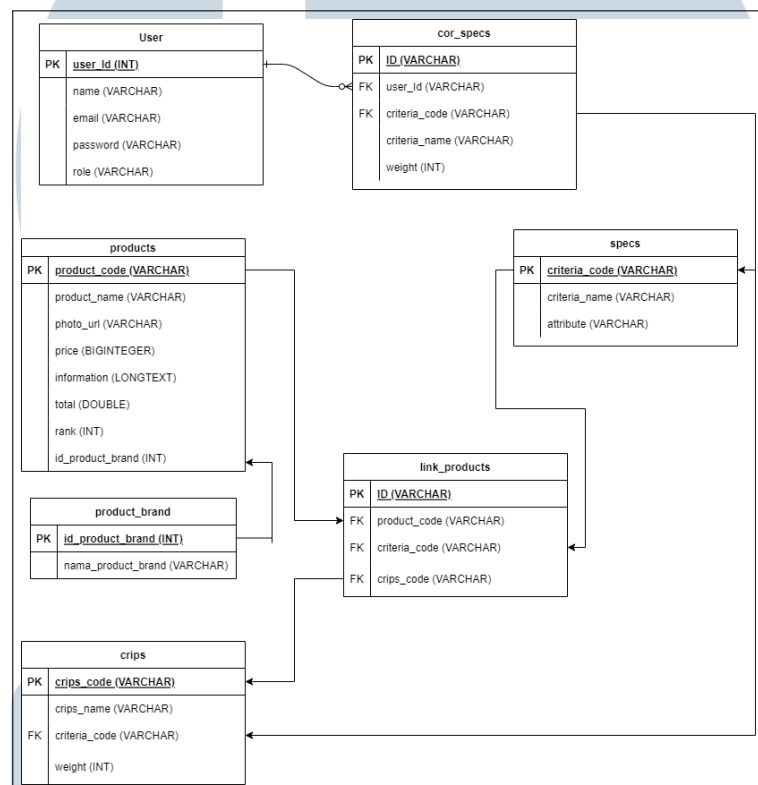 User
PK user_Id (INT)
name (VARCHAR)
email (VARCHAR)
password (VARCHAR)
role (VARCHAR)
cor_specs
PK ID (VARCHAR)
FK user_Id (VARCHAR)
FK criteria_code (VARCHAR)
criteria_name (VARCHAR)
weight (INT)
products
PK product_code (VARCHAR)
product_name (VARCHAR)
photo_url (VARCHAR)
price (BIGINTEGER)
information (LONGTEXT)
total (DOUBLE)
rank (INT)
id_product_brand (INT)
specs
PK criteria_code (VARCHAR)
criteria_name (VARCHAR)
attribute (VARCHAR)
product_brand
PK id_product_brand (INT)
nama_product_brand (VARCHAR)
link_products
PK ID (VARCHAR)
FK product_code (VARCHAR)
FK criteria_code (VARCHAR)
FK crips_code (VARCHAR)
crips
PK crips_code (VARCHAR)
crips_name (VARCHAR)
FK criteria_code (VARCHAR)
weight (INT)